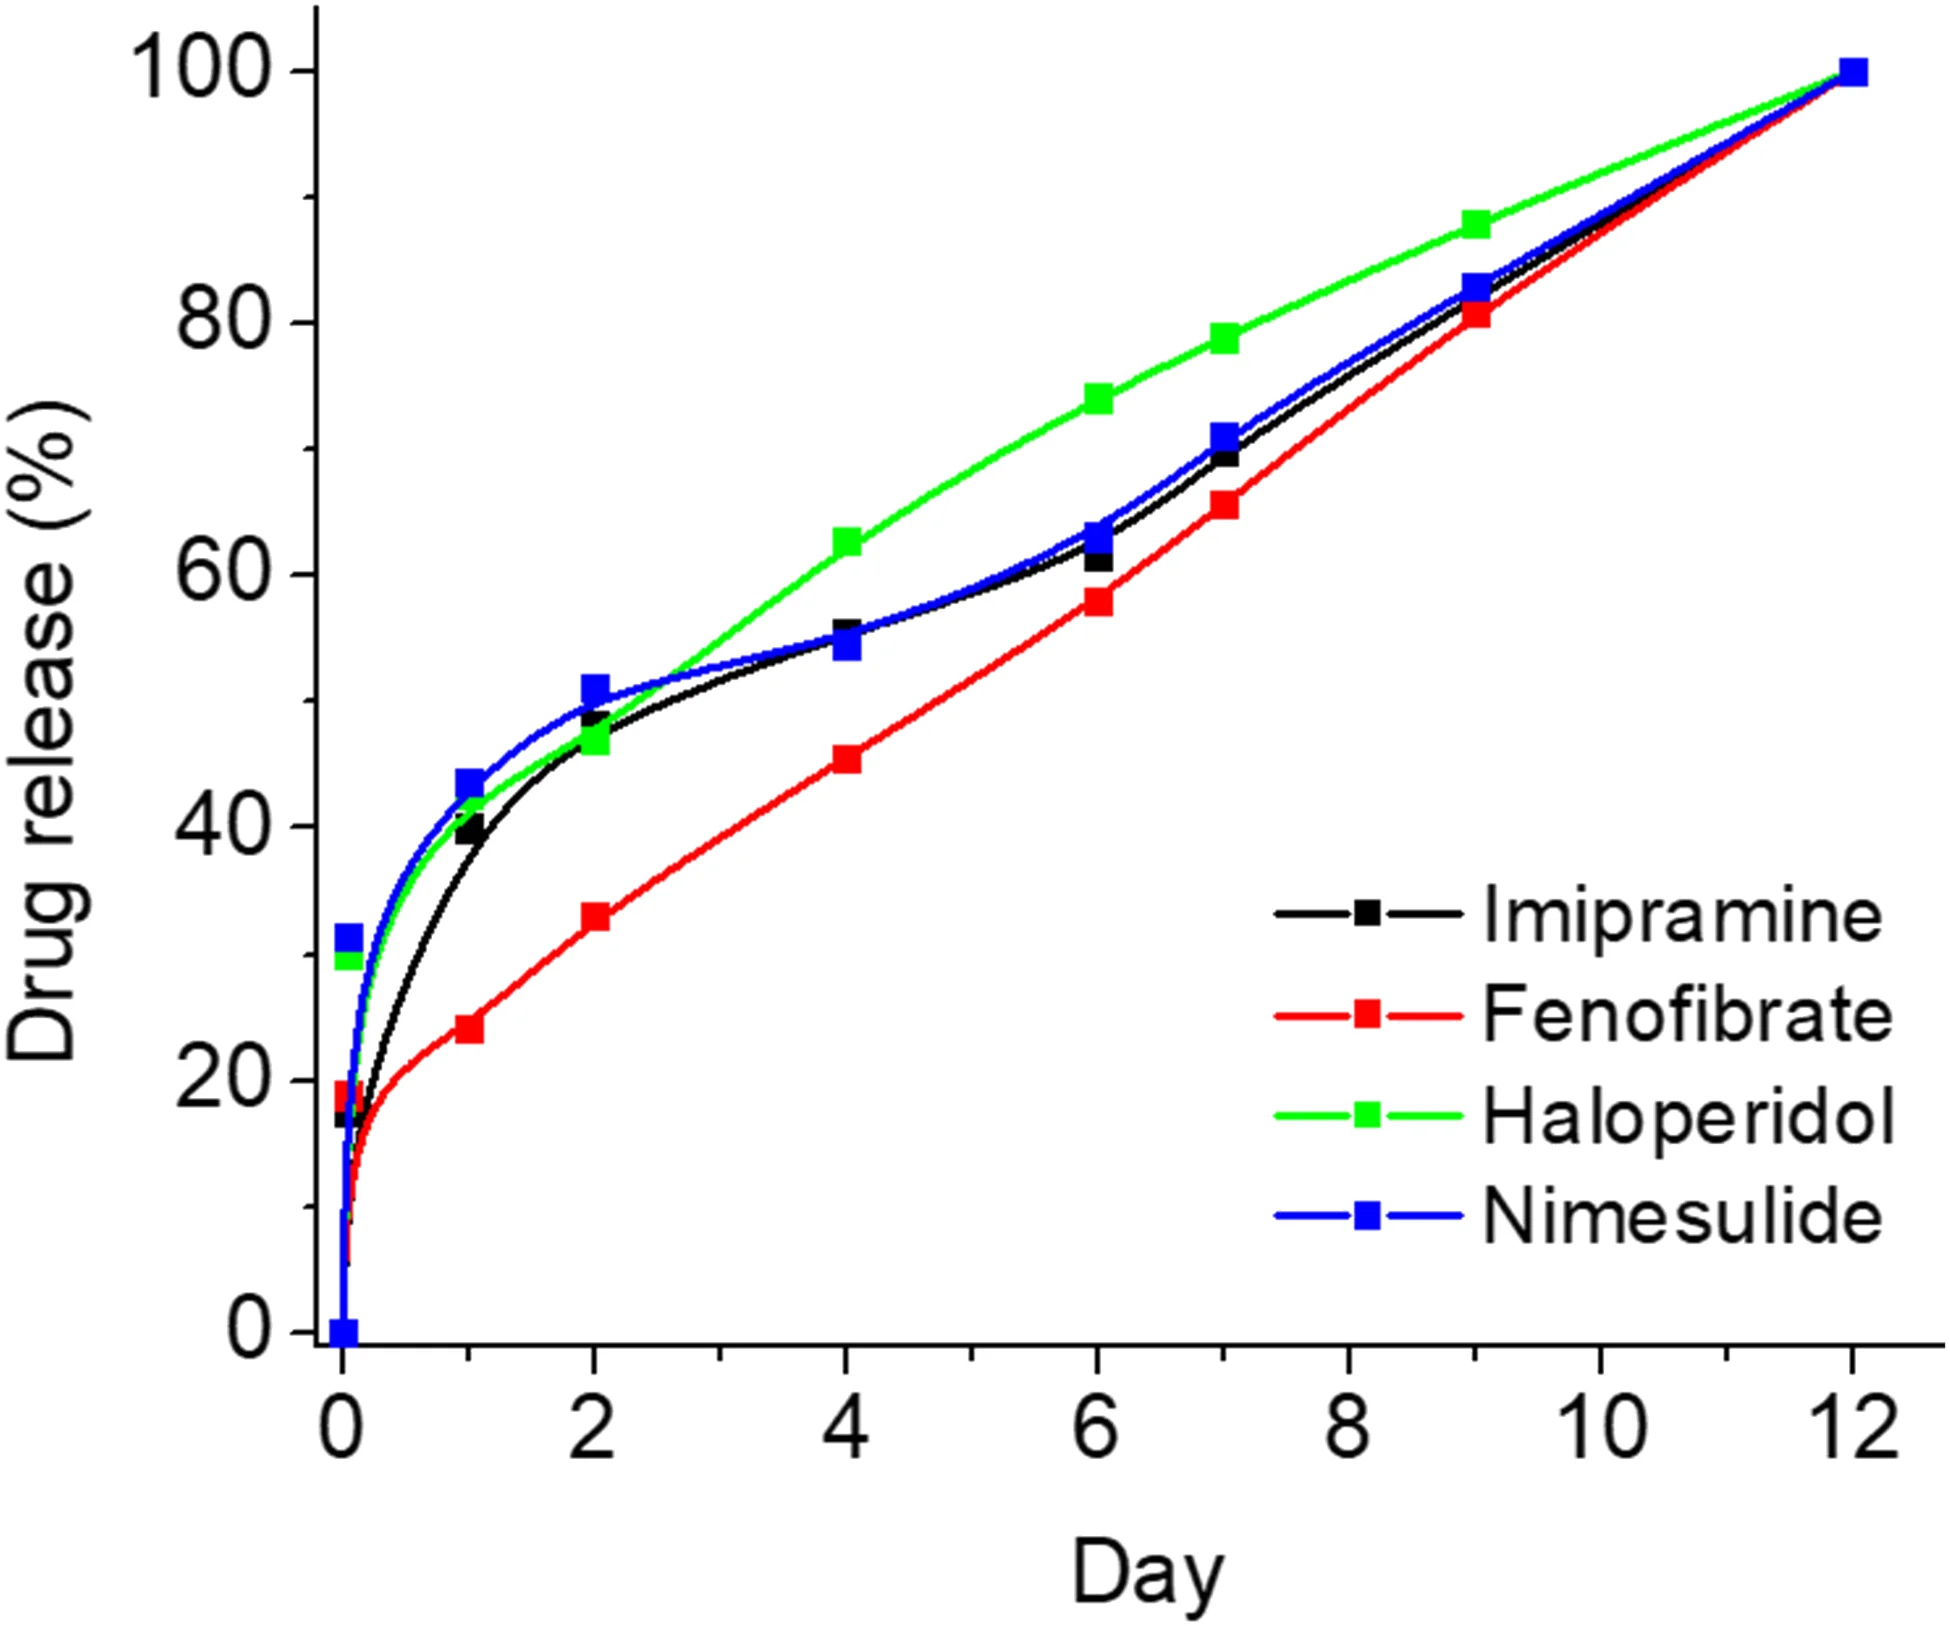 Drug release (%)
100
80
60
40
20
0
Imipramine
Fenofibrate
Haloperidol
Nimesulide
0 2 4 6 8 10 12
Day